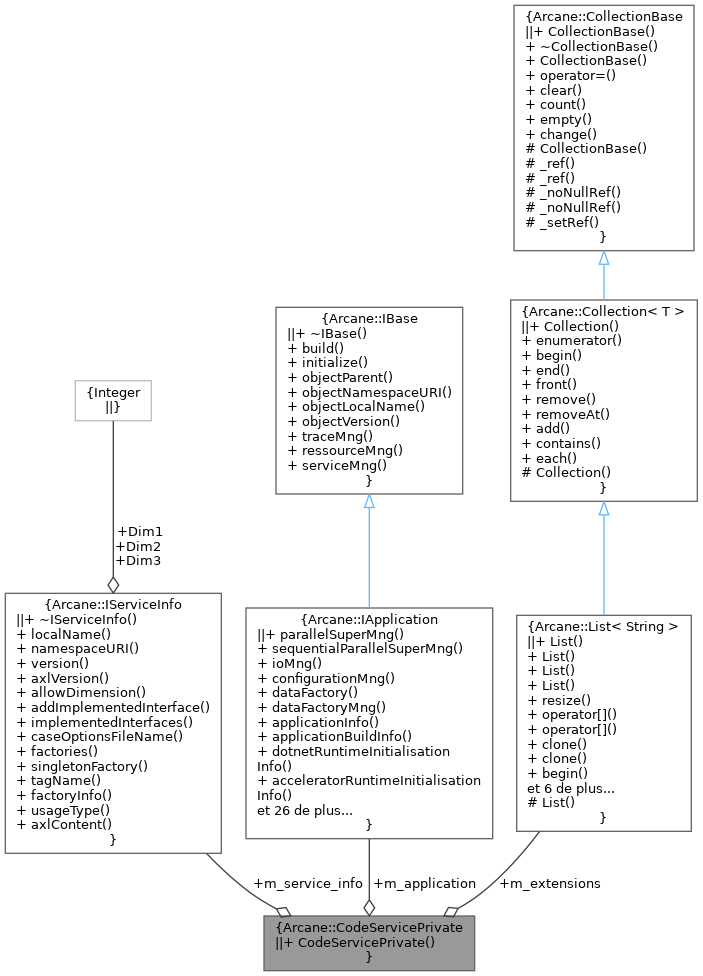 {Arcane::CollectionBase
||+ CollectionBase()
+ ~CollectionBase()
+ CollectionBase()
+ operator=()
+ clear()
+ count()
+ empty()
+ change()
# CollectionBase()
# _ref()
# _ref()
# _noNullRef()
# _noNullRef()
# _setRef()
}
{Arcane::IBase
||+ ~IBase()
+ build()
+ initialize()
+ objectParent()
+ objectNamespaceURI()
+ objectLocalName()
+ objectVersion()
+ traceMng()
+ ressourceMng()
+ serviceMng()
}
{Arcane::Collection< T >
||+ Collection()
+ enumerator()
+ begin()
+ end()
+ front()
+ remove()
+ removeAt()
+ add()
+ contains()
+ each()
# Collection()
}
{Integer
||}
+Dim1
+Dim2
+Dim3
{Arcane::IServiceInfo
||+ ~IServiceInfo()
+ localName()
+ namespaceURI()
+ version()
+ axlVersion()
+ allowDimension()
+ addImplementedInterface()
+ implementedInterfaces()
+ caseOptionsFileName()
+ factories()
+ singletonFactory()
+ tagName()
+ factoryInfo()
+ usageType()
+ axlContent()
}
{Arcane::IApplication
||+ parallelSuperMng()
+ sequentialParallelSuperMng()
+ ioMng()
+ configurationMng()
+ dataFactory()
+ dataFactoryMng()
+ applicationInfo()
+ applicationBuildInfo()
+ dotnetRuntimeInitialisation
Info()
+ acceleratorRuntimeInitialisation
Info()
et 26 de plus...
}
{Arcane::List< String >
||+ List()
+ List()
+ List()
+ List()
+ resize()
+ operator[]()
+ operator[]()
+ clone()
+ clone()
+ begin()
et 6 de plus...
# List()
}
+m_service_info
+m_application
+m_extensions
{Arcane::CodeServicePrivate
||+ CodeServicePrivate()
}